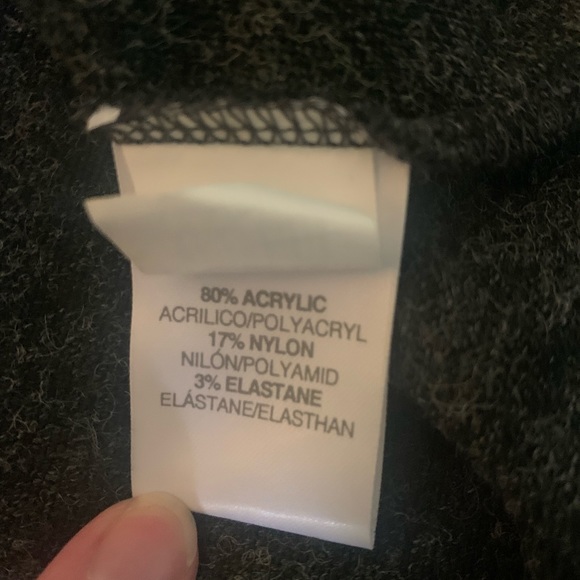 80% ACRYLIC
ACRILICO/POLYACRYL
17% NYLON
NILÓN/POLYAMID
3% ELASTANE
ELÁSTANE/ELASTHAN